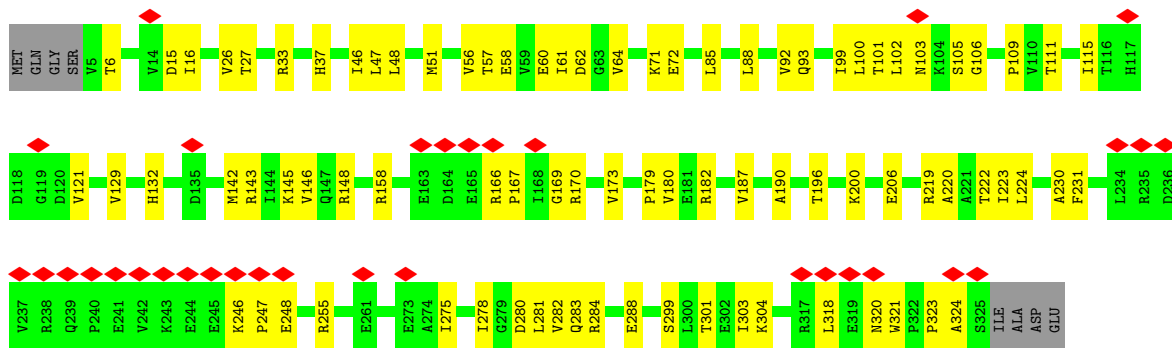 MET GLN GLY SER V5 T6 V14 D15 I16 V26 T27 R33 H37 I46 L47 L48 M51 V56 T57 E58 V59 E60 I61 D62 G63 V64 K71 E72 L85 L88 V92 Q93 I99 L100 T101 L102 N103 K104 S105 G106 P109 V110 T111 I115 T116 H117
D118 G119 D120 V121 V129 H132 D135 M142 R143 I144 K145 V146 Q147 R148 R158 E163 D164 E165 R166 P167 I168 G169 R170 V173 P179 V180 E181 R182 V187 A190 T196 K200 E206 R219 A220 A221 T222 I223 L224 A230 F231 L234 R235 D236
V237 R238 Q239 P240 E241 V242 K243 E244 E245 K246 P247 E248 R255 E261 E273 A274 I275 I278 G279 D280 L281 V282 Q283 R284 E288 S299 L300 T301 E302 I303 K304 R317 L318 E319 N320 W321 P322 P323 A324 S325 ILE ALA ASP GLU